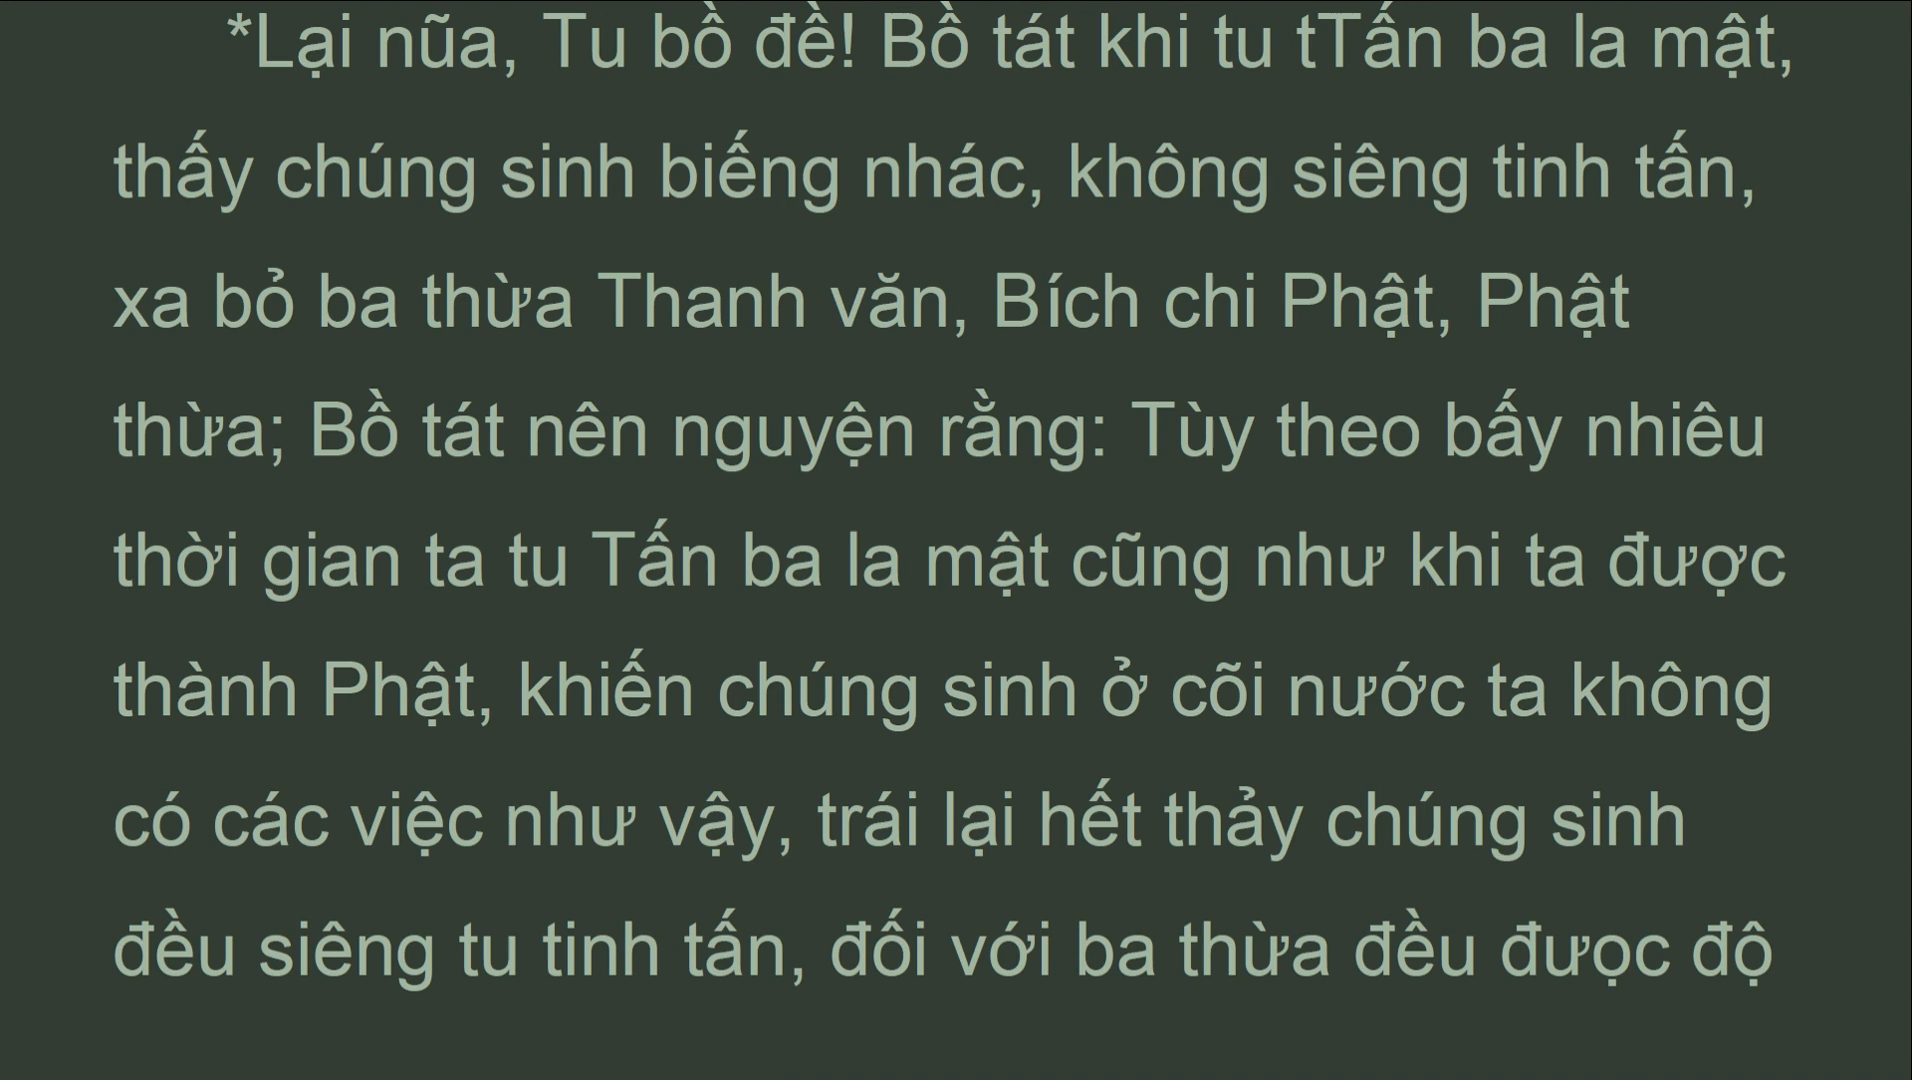 *Lại nũa, Tu bồ đề! Bồ tát khi tu tTấn ba la mật,
thấy chúng sinh biếng nhác, không siêng tinh tấn,
xa bỏ ba thừa Thanh văn, Bích chi Phật, Phật
thừa; Bồ tát nên nguyện rằng: Tùy theo bấy nhiêu
thời gian ta tu Tấn ba la mật cũng như khi ta được
thành Phật, khiến chúng sinh ở cõi nước ta không
có các việc như vậy, trái lại hết thảy chúng sinh
đều siêng tu tinh tấn, đối với ba thừa đều đuợc độ